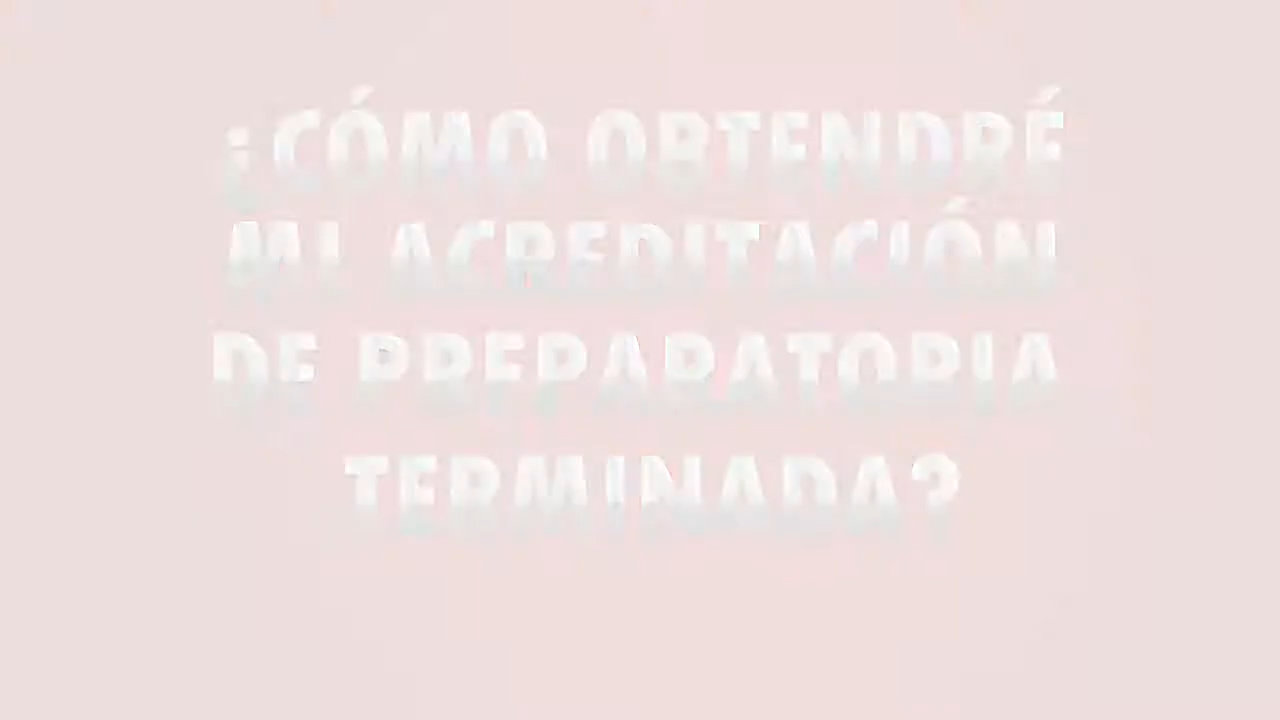 ¿CÓMO OBTENDRÉ
MI ACREDITACIÓN
DE PREPARATORIA
TERMINADA?